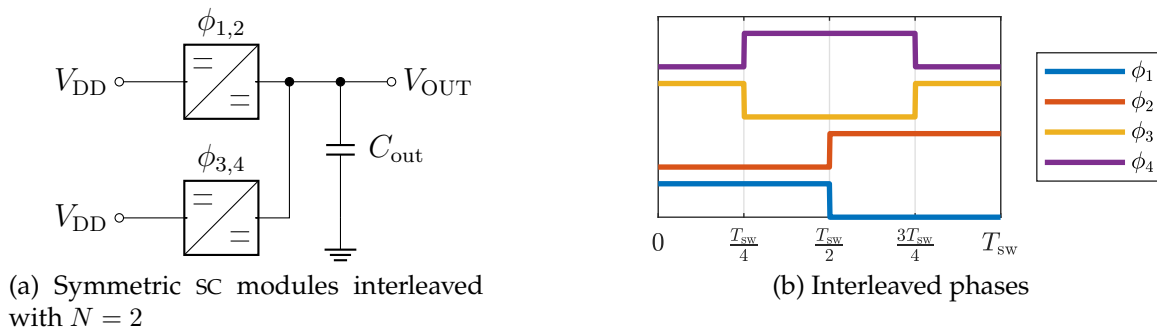 ϕ1,2
VDD
VOUT
Cout
ϕ3,4
VDD
(a) Symmetric SC modules interleaved
with N = 2
ϕ1
ϕ2
ϕ3
ϕ4
0 Tsw/4 Tsw/2 3Tsw/4 Tsw
(b) Interleaved phases